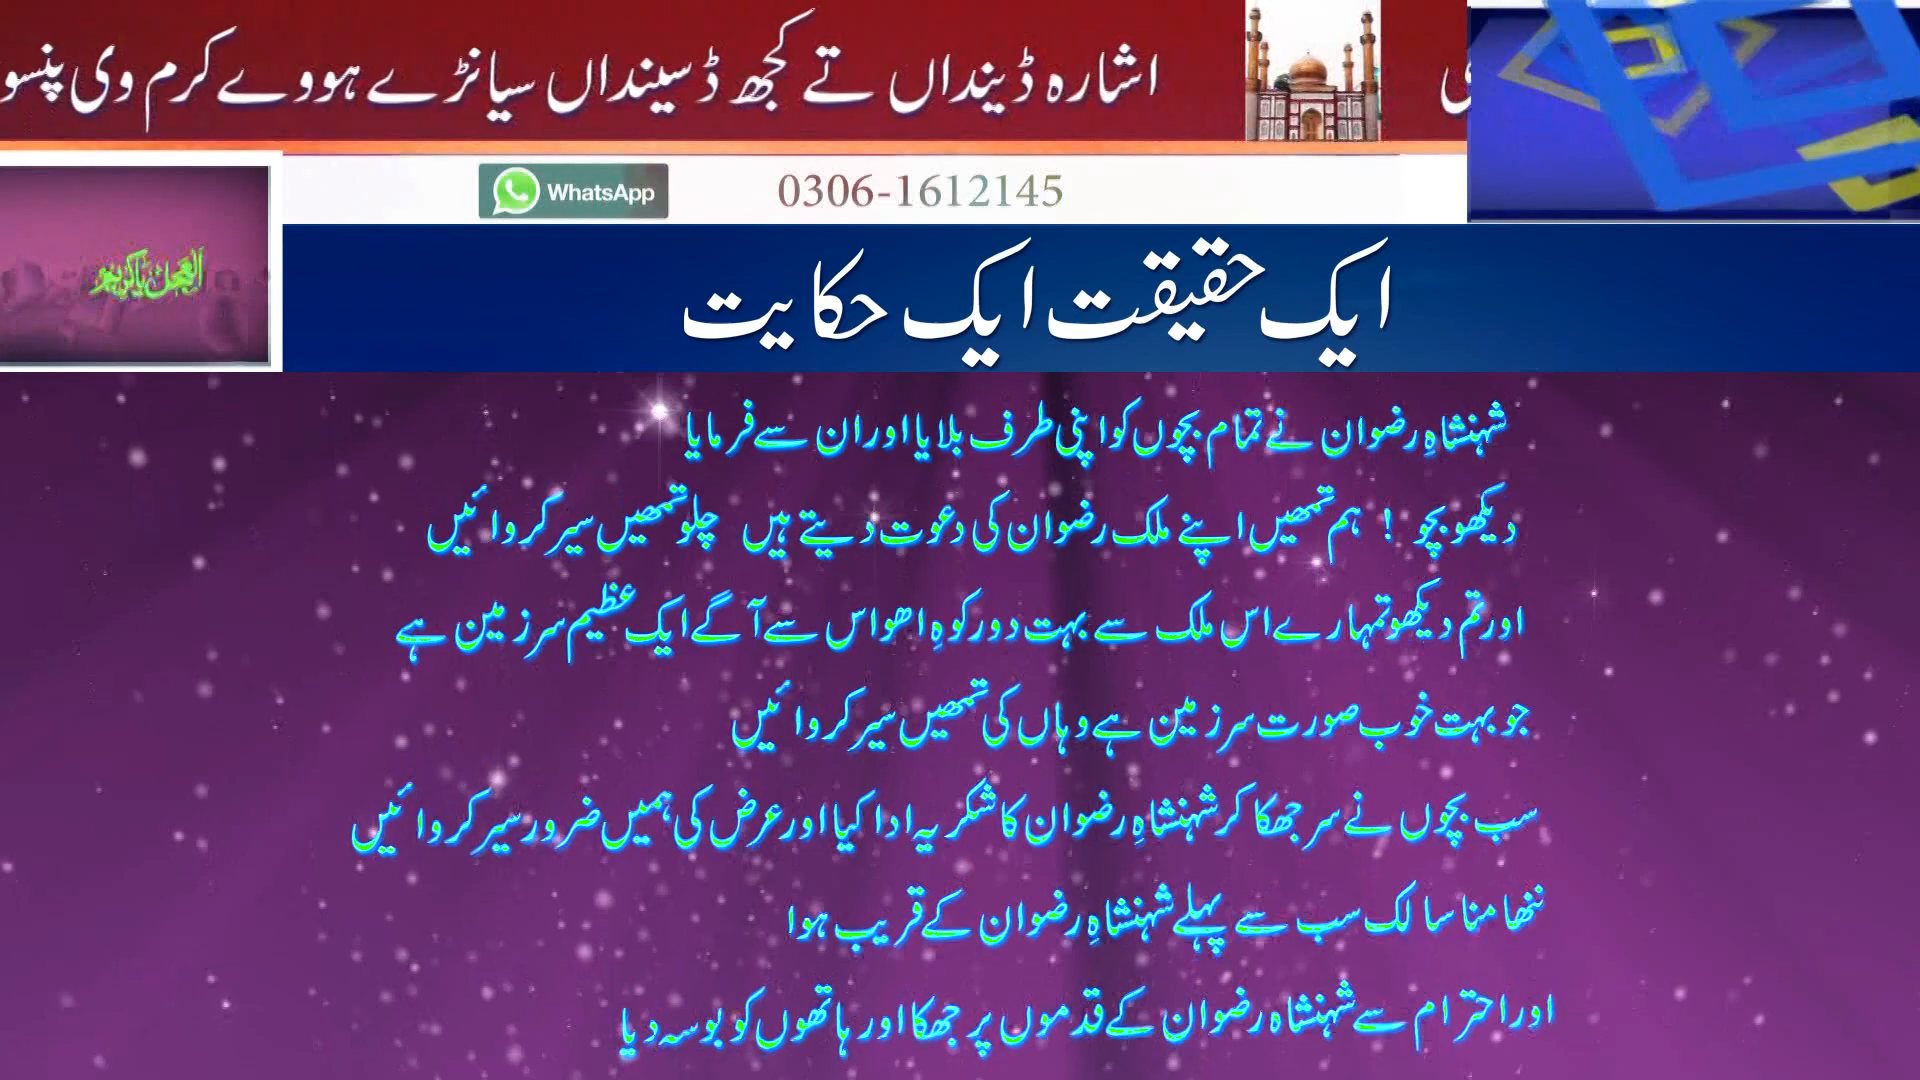 اشارہ ڈینداں تے کجھ ڈسینداں سیانڑے ہووے کرم وی پنسو
WhatsApp 0306-1612145
العجل یا کریم
ایک حقیقت ایک حکایت
شہنشاہِ رضوان نے تمام بچوں کو اپنی طرف بلایا اور ان سے فرمایا
دیکھو بچو ! ہم تمھیں اپنے ملک رضوان کی دعوت دیتے ہیں چلو تمھیں سیر کروائیں
اور تم دیکھو تمہارے اس ملک سے بہت دور کوہِ اھواس سے آگے ایک عظیم سرزمین ہے
جو بہت خوب صورت سرزمین ہے وہاں کی تمھیں سیر کروائیں
سب بچوں نے سر جھکا کر شہنشاہِ رضوان کا شکریہ ادا کیا اور عرض کی ہمیں ضرور سیر کروائیں
ننھا منا سالک سب سے پہلے شہنشاہِ رضوان کے قریب ہوا
اور احترام سے شہنشاہ رضوان کے قدموں پر جھکا اور ہاتھوں کو بوسہ دیا